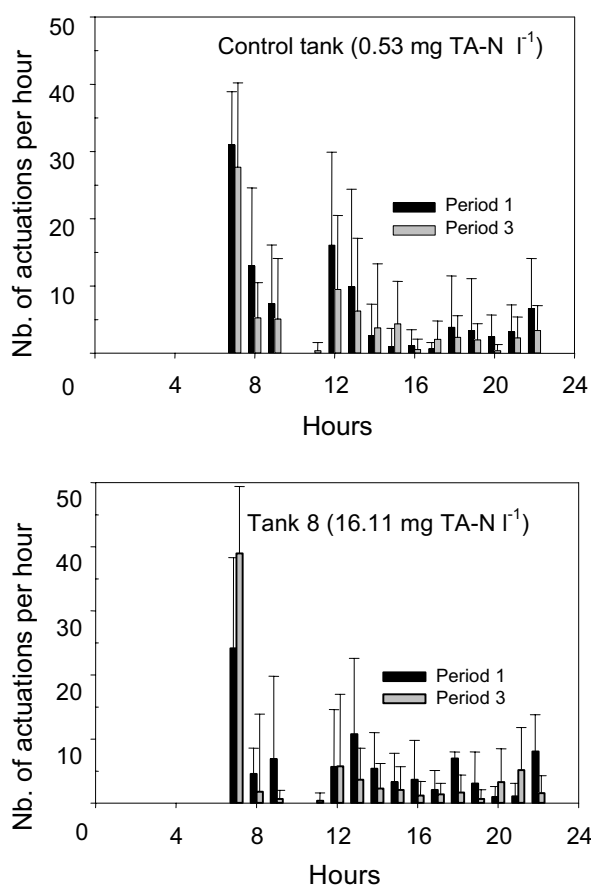 50
40
30
20
10
0
Nb. of actuations per hour
Control tank (0.53 mg TA-N l⁻¹)
Period 1
Period 3
4 8 12 16 20 24
Hours
50
40
30
20
10
0
Nb. of actuations per hour
Tank 8 (16.11 mg TA-N l⁻¹)
Period 1
Period 3
4 8 12 16 20 24
Hours